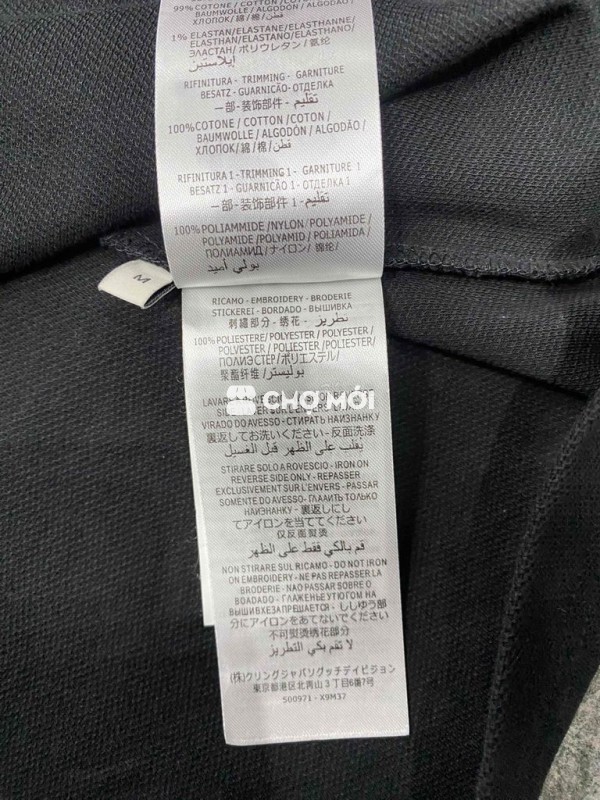 99% COTONE / COTTON / COTON /
BAUMWOLLE / ALGODÓN / ALGODÃO /
ХЛОПОК/綿/棉/قطن
1% ELASTAN/ELASTANE/ELASTHANNE/
ELASTHAN/ELASTANO/ELASTHANO/
ЭЛАСТАН/ポリウレタン/氨纶/
إيلاستين
RIFINITURA - TRIMMING - GARNITURE
BESATZ - GUARNICAO - ОТДЕЛКА
一部 - 装饰部件 - تقليم
100%COTONE / COTTON /COTON /
BAUMWOLLE / ALGODÓN / ALGODÃO /
ХЛОПОК/綿/棉/قطن
RIFINITURA 1 - TRIMMING 1 - GARNITURE 1
BESATZ 1 - GUARNICÃO 1 - ОТДЕЛКА 1
一部 - 装饰部件 1 - تقليم
100% POLIAMMIDE /NYLON / POLYAMIDE /
POLYAMIDE /POLYAMID / POLIAMIDA /
ПОЛИАМИД/ナイロン/ 锦纶/
بولي أميد
M
RICAMO - EMBROIDERY - BRODERIE
STICKEREI - BORDADO - ВЫШИВКА
刺繍部分 - 绣花 - تطريز
100% POLIESTERE/ POLYESTER / POLYESTER /
POLYESTER / POLIESTER /POLIESTER/
ПОЛИЭСТЕР/ポリエステル/
聚酯纤维/بوليستر
CHỢ MỚI
VIRADO DO AVESSO - СТИРАТЬ НАИЗНАНКУ
裏返してお洗いください - 反面洗涤
يقلب على الظهر قبل الغسيل
STIRARE SOLO A ROVESCIO - IRON ON
REVERSE SIDE ONLY - REPASSER
EXCLUSIVEMENT SUR L'ENVERS - PASSAR
SOMENTE DO AVESSO - ГЛАДИТЬ ТОЛЬКО
НАИЗНАНКУ - 裏返しにし
てアイロンを当ててください
仅反面熨烫
قم بالكي فقط على الظهر
NON STIRARE SUL RICAMO - DO NOT IRON
ON EMBROIDERY - NE PAS REPASSER LA
BRODERIE - NAO PASSAR SOBRE O
BOADADO - ГЛАЖЕНЬЕ УТЮГОМ НА
ВЫШИВКЕ ЗАПРЕЩАЕТСЯ - ししゅう部
分にアイロンをあてないでください
不可熨烫绣花部分
لا تقم بكي التطريز
(株)クリングジャパングッチディビジョン
東京都港区北青山3丁目6番7号
500971 - X9M37